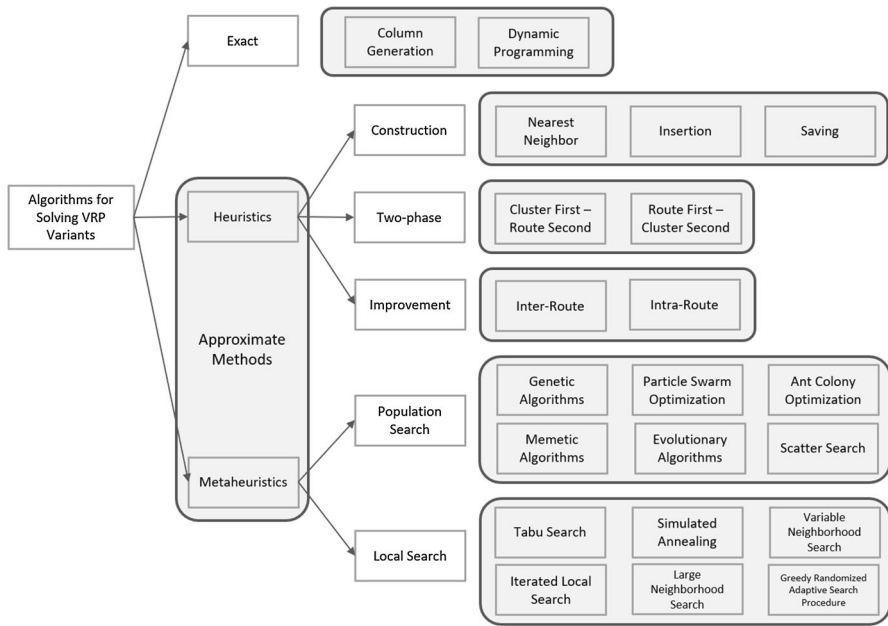 Exact
Column
Generation
Dynamic
Programming
Construction
Nearest
Neighbor
Insertion
Saving
Algorithms for
Solving VRP
Variants
Heuristics
Two-phase
Cluster First –
Route Second
Route First –
Cluster Second
Improvement
Inter-Route
Intra-Route
Approximate
Methods
Population
Search
Genetic
Algorithms
Particle Swarm
Optimization
Ant Colony
Optimization
Memetic
Algorithms
Evolutionary
Algorithms
Scatter Search
Metaheuristics
Local Search
Tabu Search
Simulated
Annealing
Variable
Neighborhood
Search
Iterated Local
Search
Large
Neighborhood
Search
Greedy Randomized
Adaptive Search
Procedure